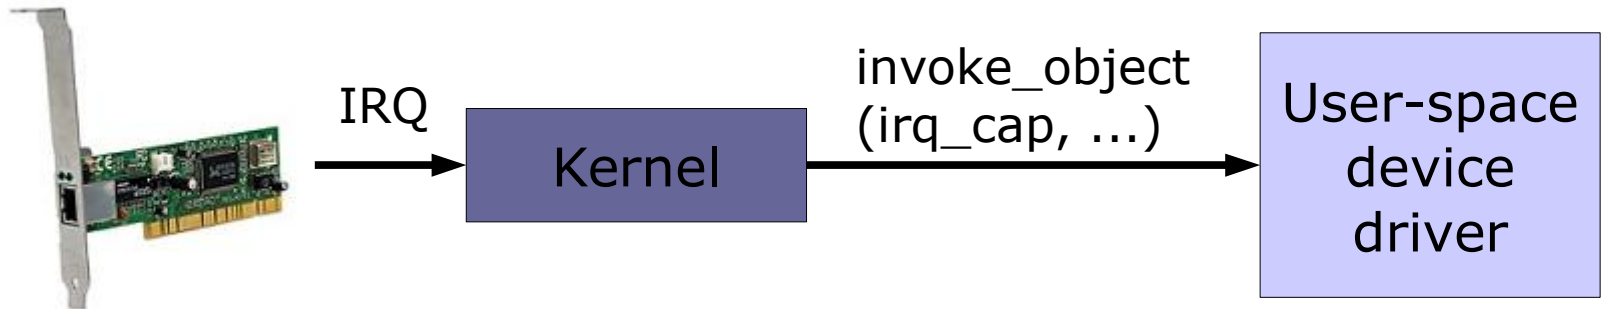 IRQ
Kernel
invoke_object
(irq_cap, ...)
User-space
device
driver